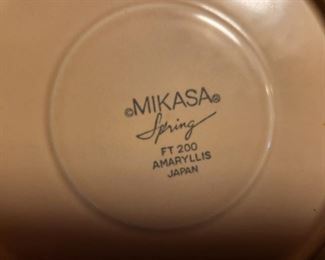 ©MIKASA®
Spring
FT 200
AMARYLLIS
JAPAN